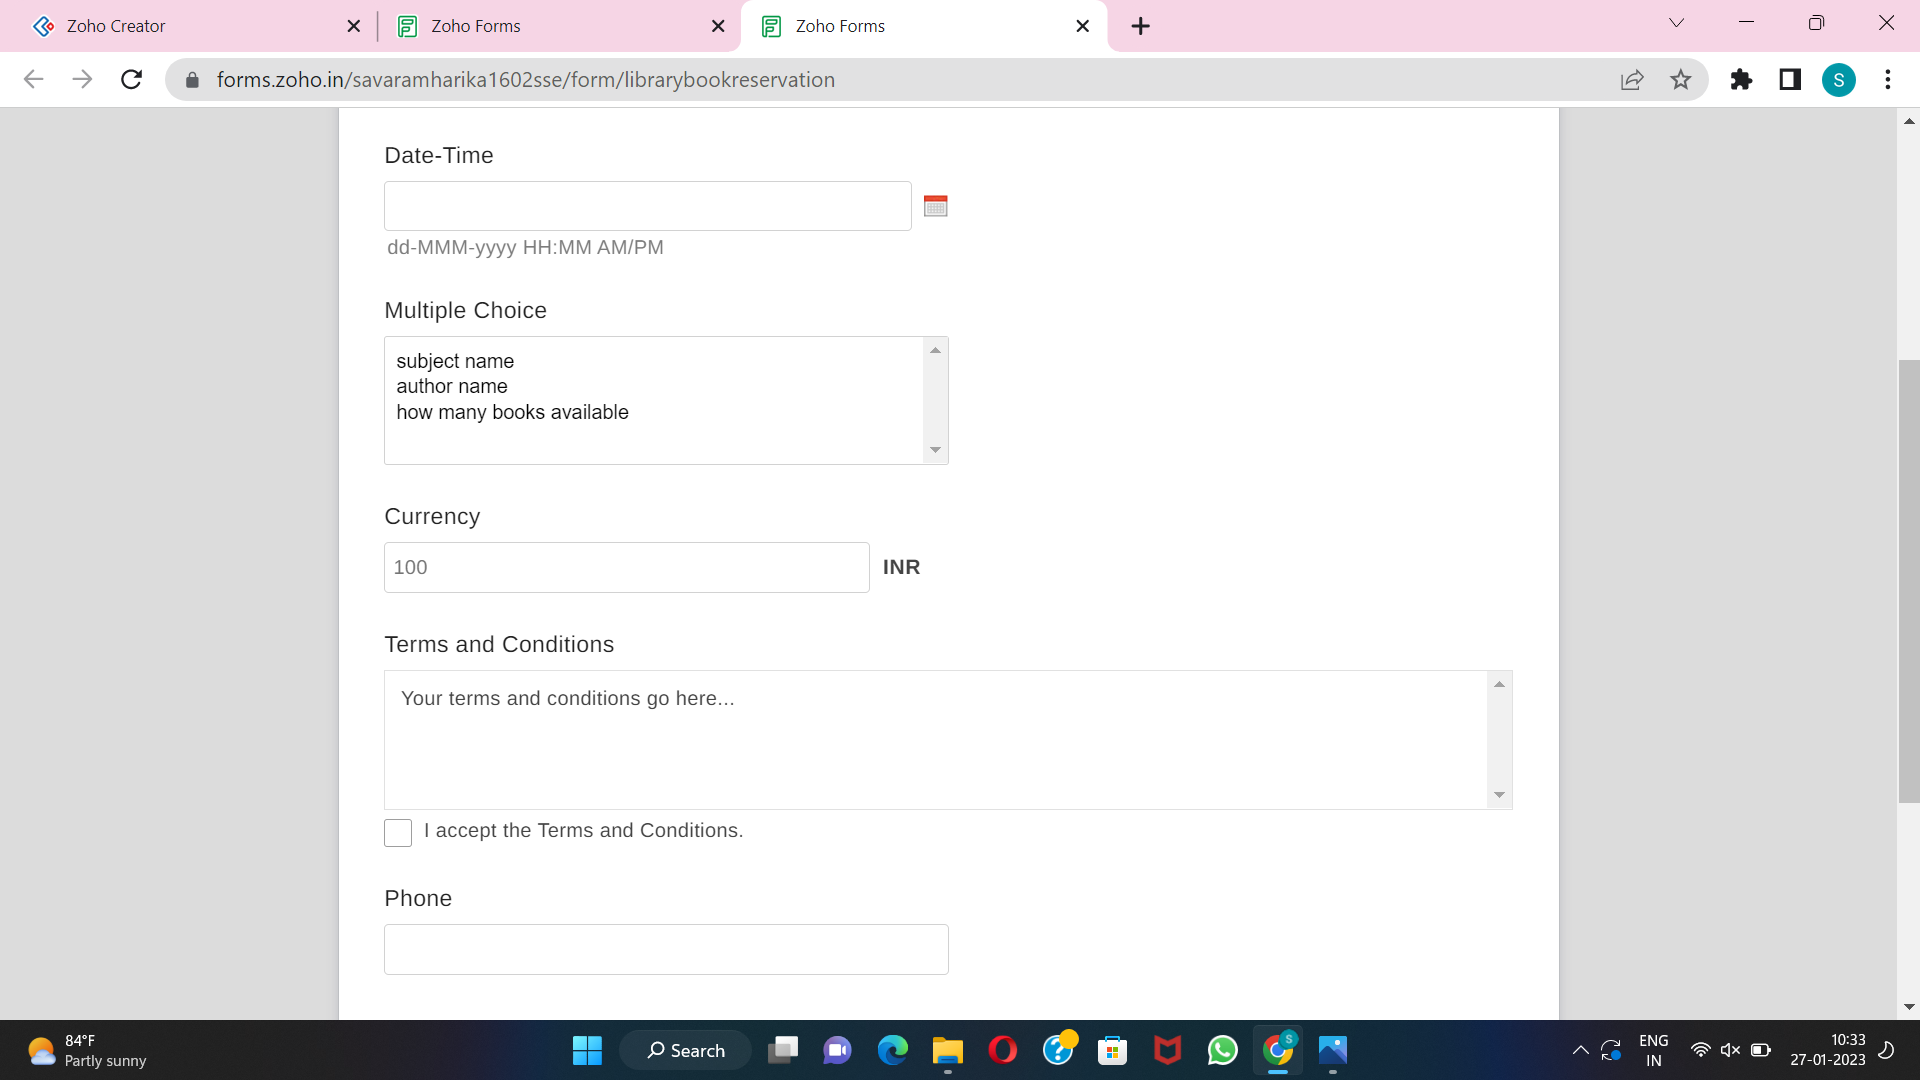 Zoho Creator
Zoho Forms
Zoho Forms
forms.zoho.in/savaramharika1602sse/form/librarybookreservation
S
Date-Time
dd-MMM-yyyy HH:MM AM/PM
Multiple Choice
subject name
author name
how many books available
Currency
100 INR
Terms and Conditions
Your terms and conditions go here...
I accept the Terms and Conditions.
Phone
84°F
Partly sunny
Search
S
ENG
IN
10:33
27-01-2023